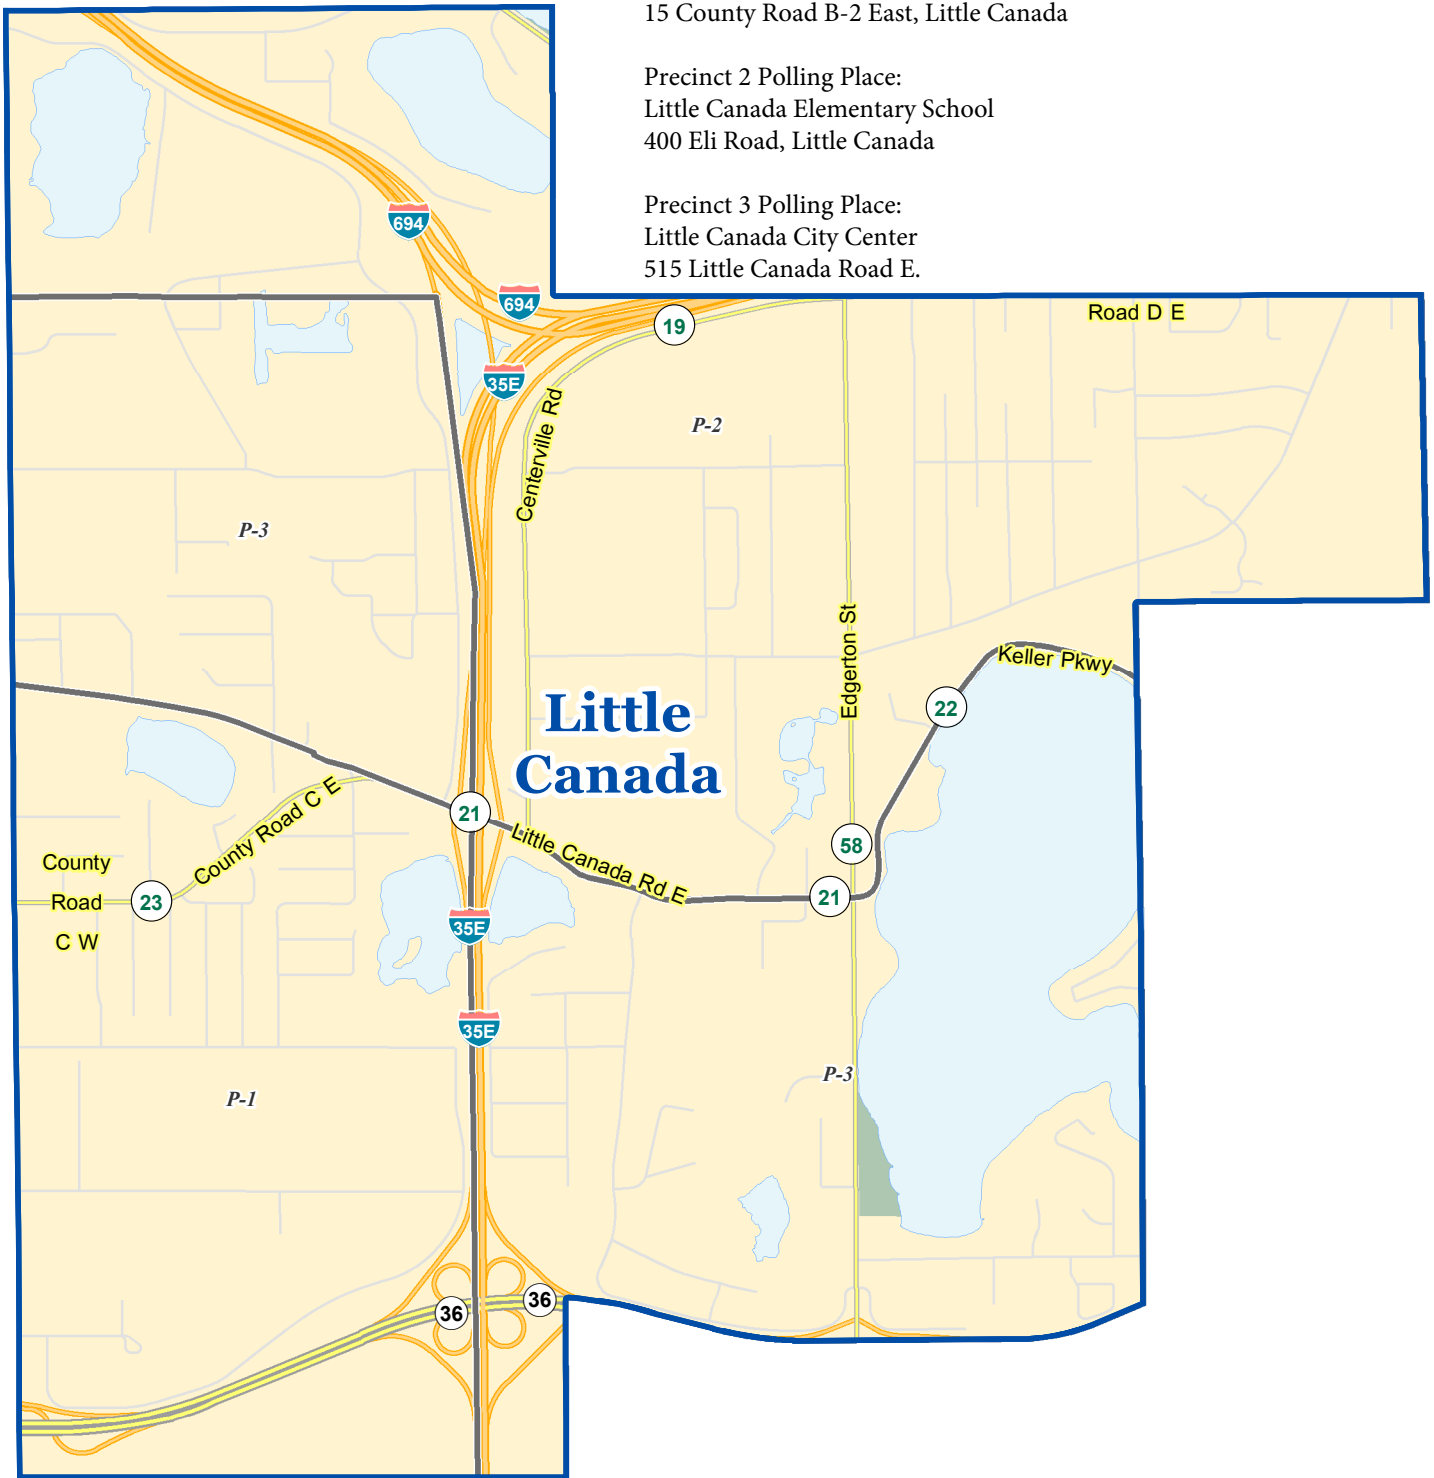 15 County Road B-2 East, Little Canada
Precinct 2 Polling Place:
Little Canada Elementary School
400 Eli Road, Little Canada
Precinct 3 Polling Place:
Little Canada City Center
515 Little Canada Road E.
694
694
19
Road D E
35E
Centerville Rd
P-2
P-3
Edgerton St
Keller Pkwy
22
Little
Canada
County Road C E
21
Little Canada Rd E
58
County
Road
C W
23
21
35E
35E
P-3
P-1
36
36